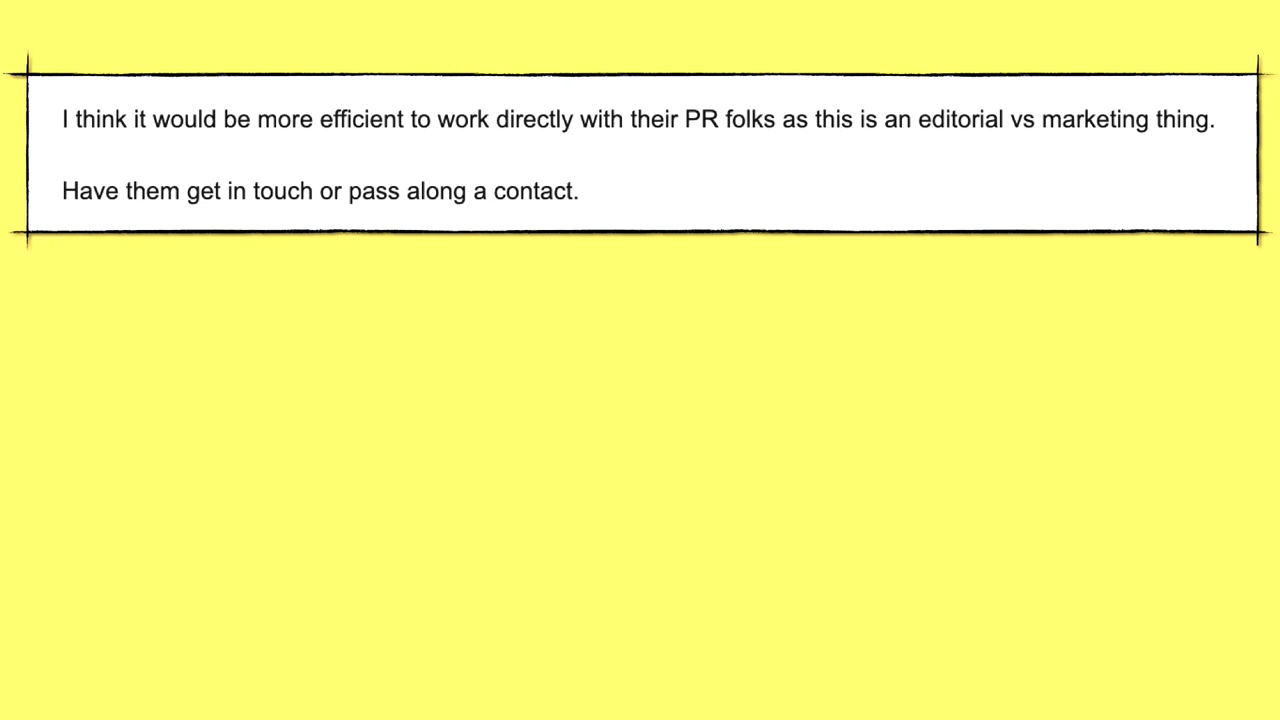 I think it would be more efficient to work directly with their PR folks as this is an editorial vs marketing thing.
Have them get in touch or pass along a contact.